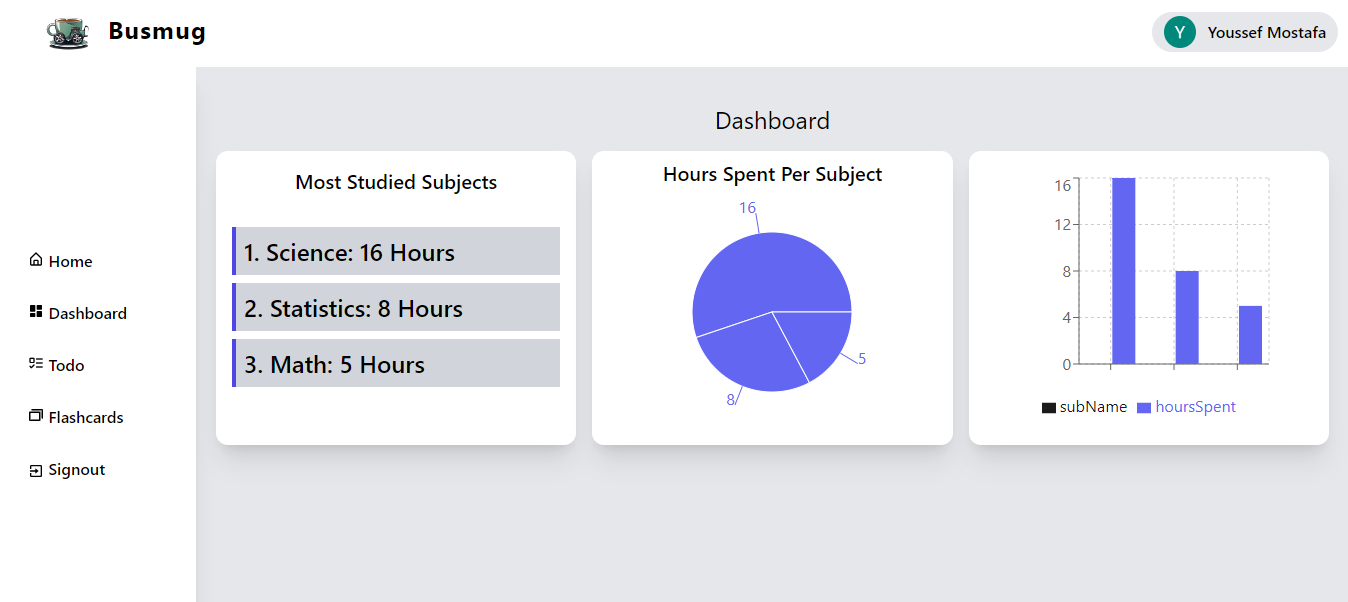 Busmug
Youssef Mostafa
Y
Home
Dashboard
Todo
Flashcards
Signout
Dashboard
Most Studied Subjects
1. Science: 16 Hours
2. Statistics: 8 Hours
3. Math: 5 Hours
Hours Spent Per Subject
16
8
5
16
12
8
4
0
subName
hoursSpent